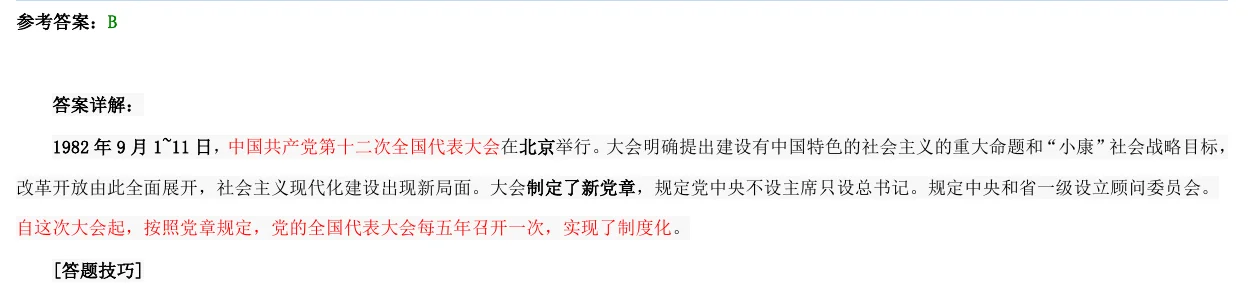 参考答案：B
答案详解：
1982 年 9 月 1~11 日，中国共产党第十二次全国代表大会在北京举行。大会明确提出建设有中国特色的社会主义的重大命题和“小康”社会战略目标，
改革开放由此全面展开，社会主义现代化建设出现新局面。大会制定了新党章，规定党中央不设主席只设总书记。规定中央和省一级设立顾问委员会。
自这次大会起，按照党章规定，党的全国代表大会每五年召开一次，实现了制度化。
[答题技巧]